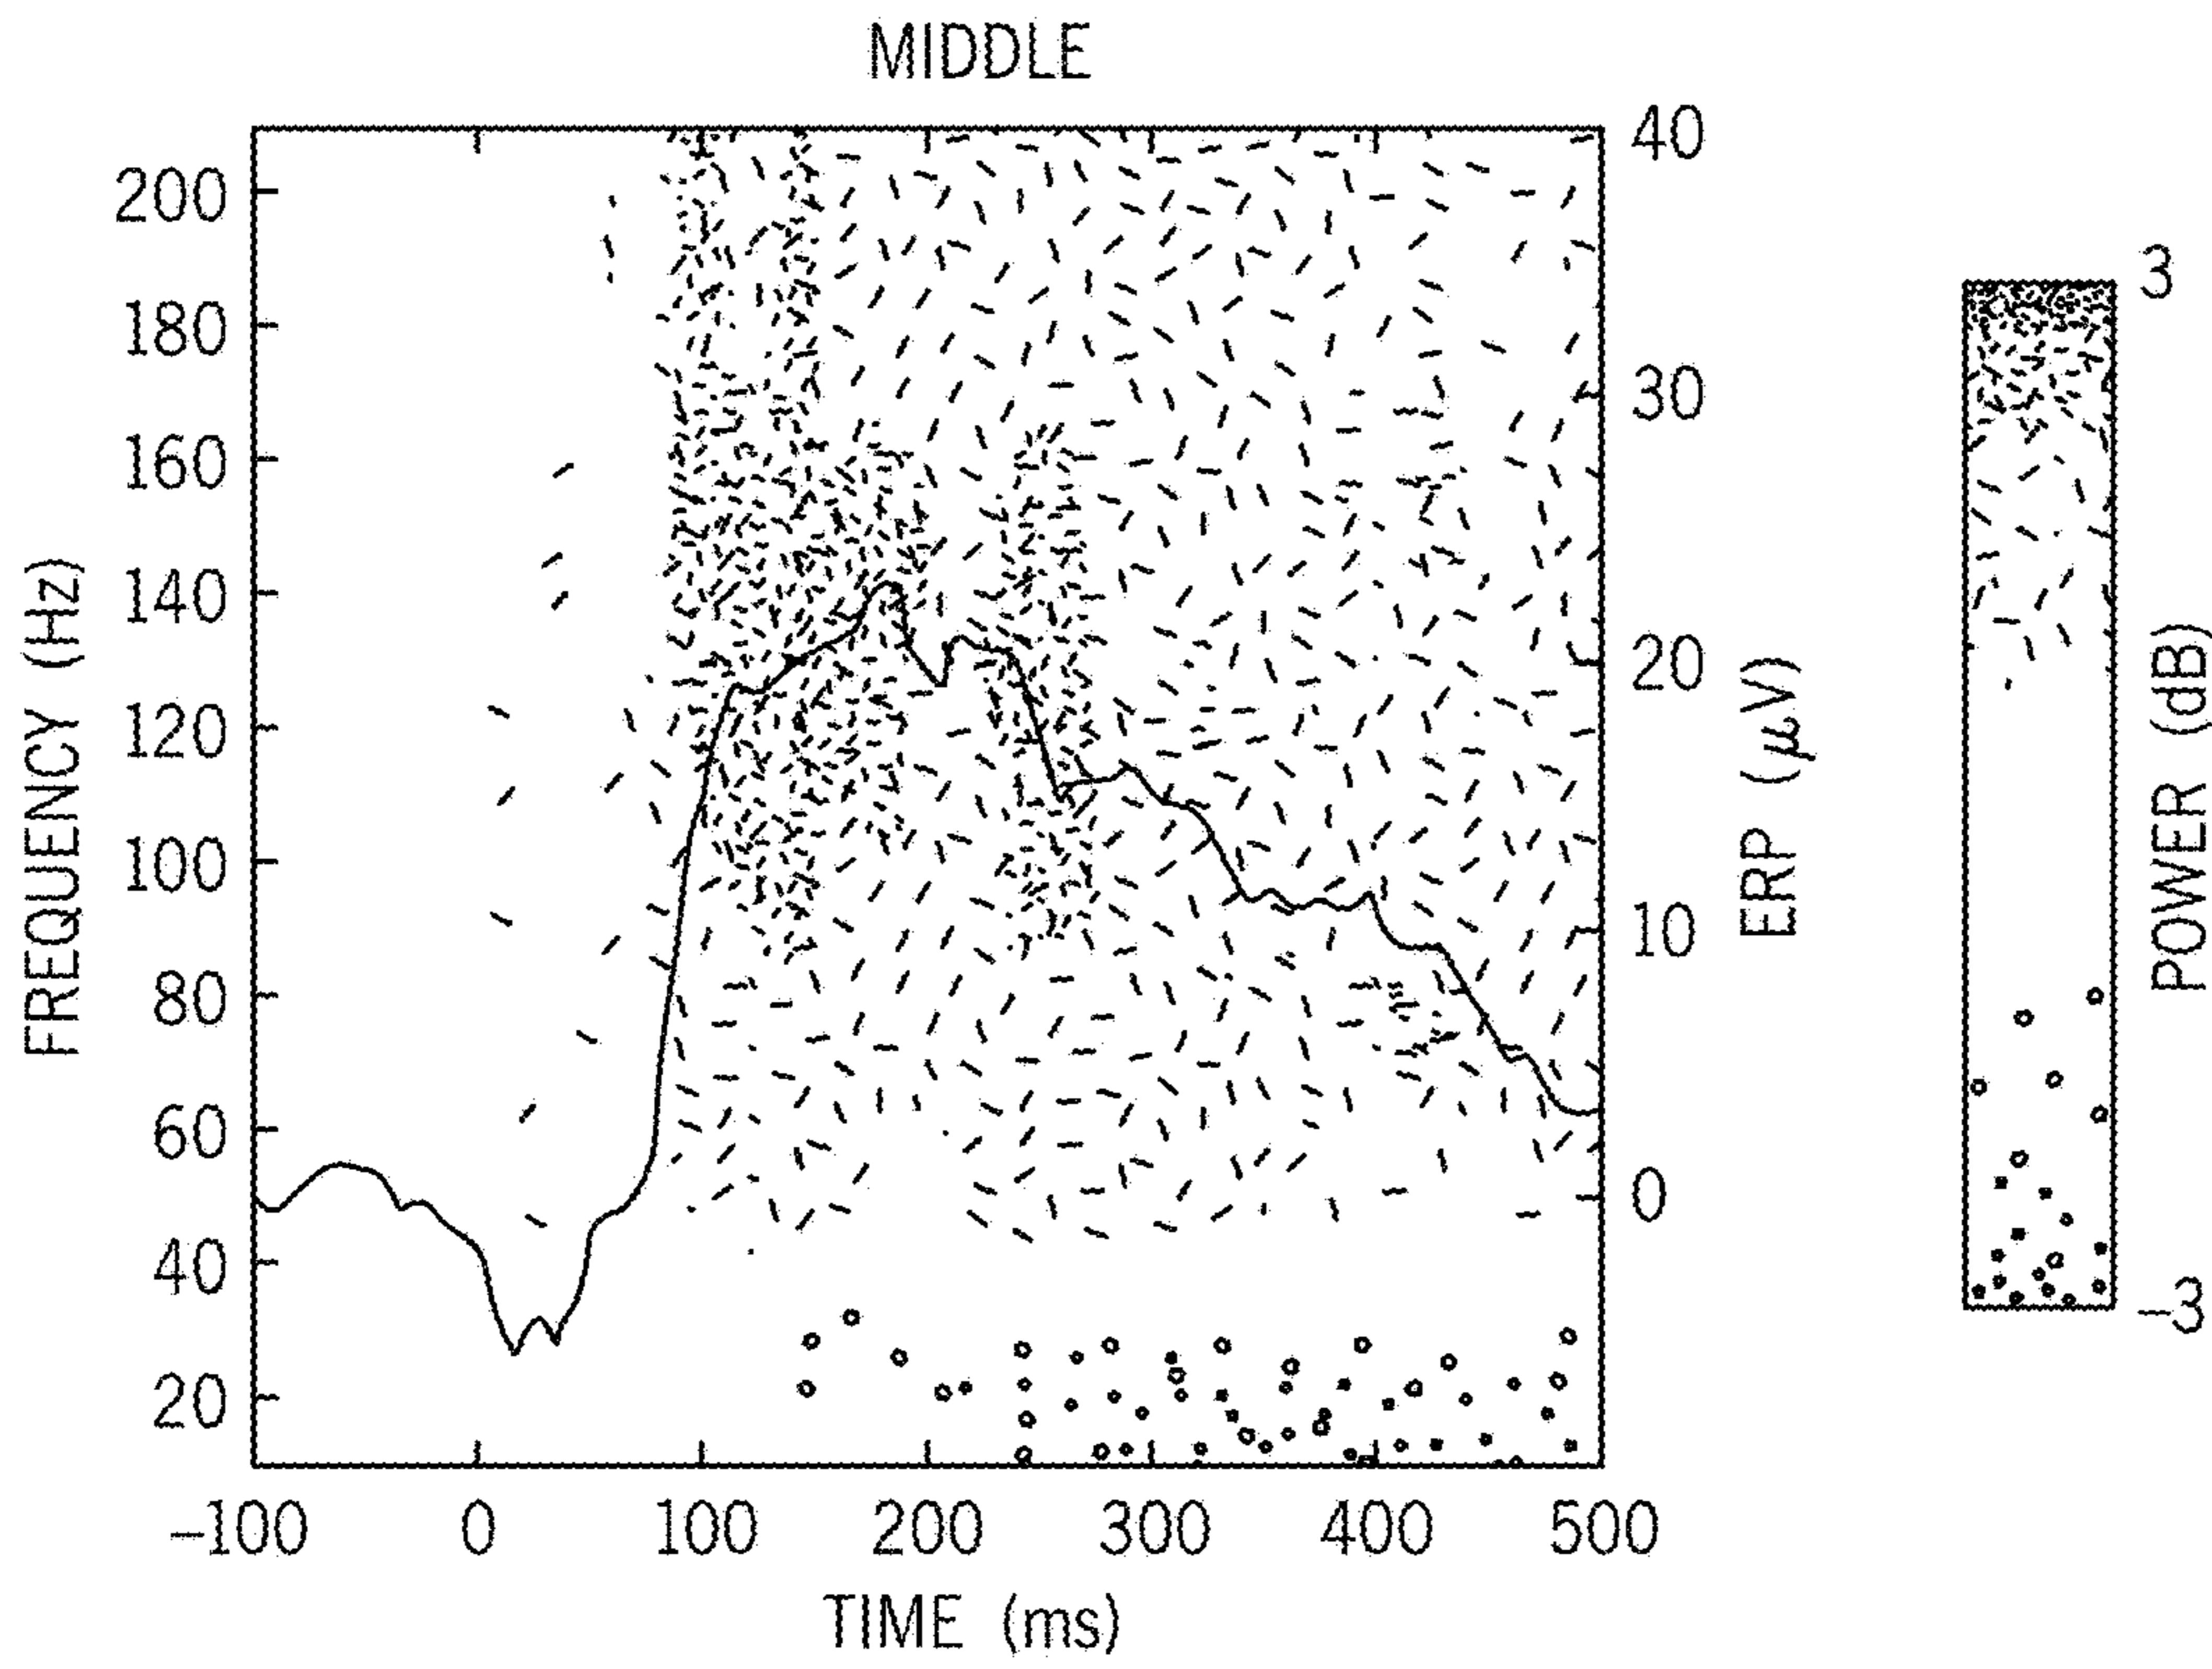 MIDDLE
FREQUENCY (Hz)
200
180
160
140
120
100
80
60
40
20
-100 0 100 200 300 400 500
TIME (ms)
40
30
20
10
0
ERP (μV)
3
-3
POWER (dB)